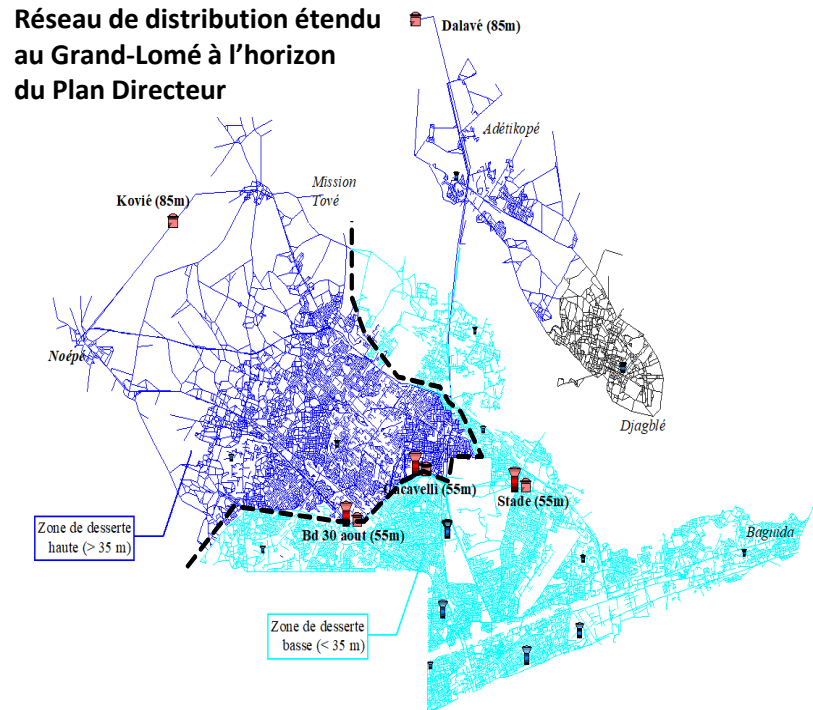 Réseau de distribution étendu
au Grand-Lomé à l'horizon
du Plan Directeur
Dalavé (85m)
Adétikopé
Mission
Tové
Kovié (85m)
Noépé
Djagblé
Cacavelli (55m)
Stade (55m)
Zone de desserte
haute (> 35 m)
Bd 30 aout (55m)
Baguida
Zone de desserte
basse (< 35 m)